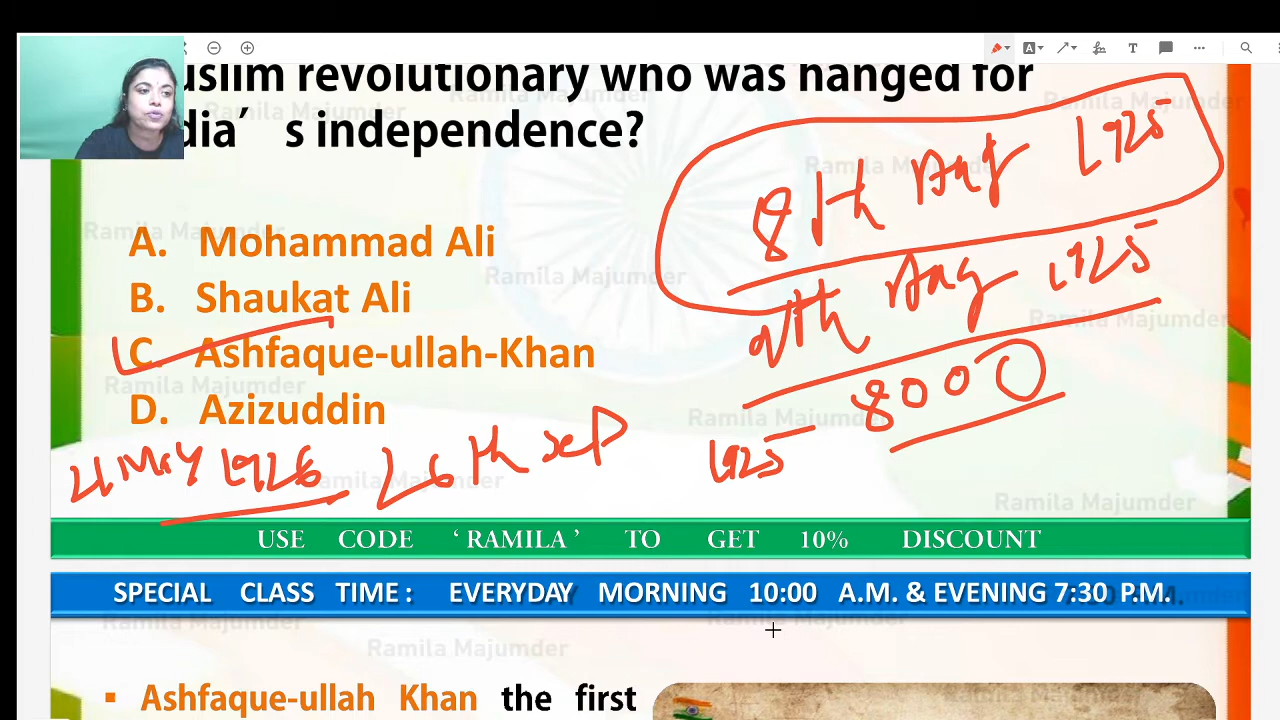 uslim revolutionary who was hanged for
dia´ s independence?
8th Aug 1925
9th Aug 1925
8000
1925
A. Mohammad Ali
B. Shaukat Ali
C. Ashfaque-ullah-Khan
D. Azizuddin
May 1926 26th sep
USE CODE ‘ RAMILA ’ TO GET 10% DISCOUNT
SPECIAL CLASS TIME : EVERYDAY MORNING 10:00 A.M. & EVENING 7:30 P.M.
▪ Ashfaque-ullah Khan the first
Ramila Majumder